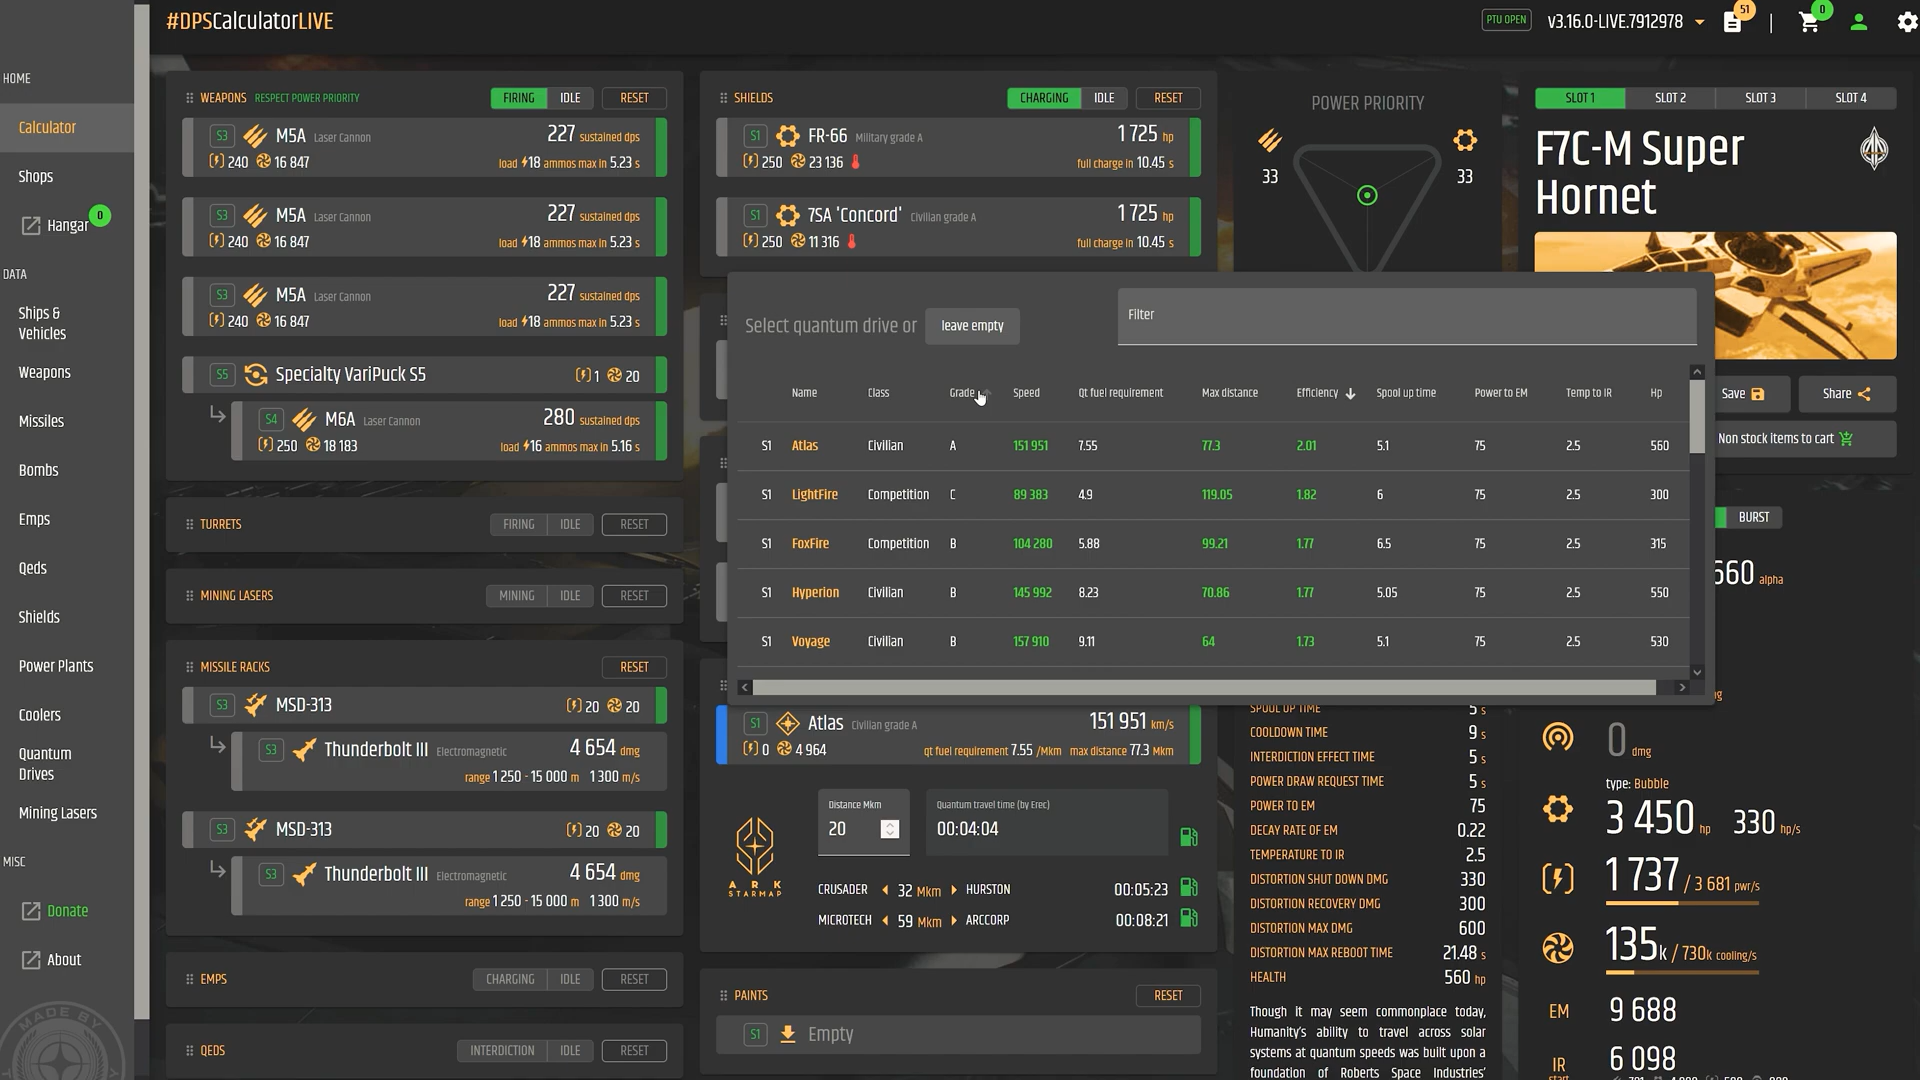 #DPSCalculatorLIVE
PTU OPEN
v3.16.0-LIVE.7912978
51
0
HOME
Calculator
Shops
Hangar
0
DATA
Ships &
Vehicles
Weapons
Missiles
Bombs
Emps
Qeds
Shields
Power Plants
Coolers
Quantum
Drives
Mining Lasers
MISC
Donate
About
MADE BY
WEAPONS RESPECT POWER PRIORITY FIRING IDLE RESET
S3 M5A Laser Cannon 227 sustained dps
240 16 847 load 18 ammos max in 5.23 s
S3 M5A Laser Cannon 227 sustained dps
240 16 847 load 18 ammos max in 5.23 s
S3 M5A Laser Cannon 227 sustained dps
240 16 847 load 18 ammos max in 5.23 s
S5 Specialty VariPuck S5 1 20
S4 M6A Laser Cannon 280 sustained dps
250 18 183 load 16 ammos max in 5.16 s
TURRETS FIRING IDLE RESET
MINING LASERS MINING IDLE RESET
MISSILE RACKS RESET
S3 MSD-313 20 20
S3 Thunderbolt III Electromagnetic 4 654 dmg
range 1 250 - 15 000 m 1 300 m/s
S3 MSD-313 20 20
S3 Thunderbolt III Electromagnetic 4 654 dmg
range 1 250 - 15 000 m 1 300 m/s
EMPS CHARGING IDLE RESET
QEDS INTERDICTION IDLE RESET
SHIELDS CHARGING IDLE RESET
S1 FR-66 Military grade A 1 725 hp
250 23 136 full charge in 10.45 s
S1 7SA 'Concord' Civilian grade A 1 725 hp
250 11 316 full charge in 10.45 s
Select quantum drive or leave empty
Filter
Name Class Grade Speed Qt fuel requirement Max distance Efficiency Spool up time Power to EM Temp to IR Hp
S1 Atlas Civilian A 151 951 7.55 77.3 2.01 5.1 75 2.5 560
S1 LightFire Competition C 89 383 4.9 119.05 1.82 6 75 2.5 300
S1 FoxFire Competition B 104 280 5.88 99.21 1.77 6.5 75 2.5 315
S1 Hyperion Civilian B 145 992 8.23 70.86 1.77 5.05 75 2.5 550
S1 Voyage Civilian B 157 910 9.11 64 1.73 5.1 75 2.5 530
S1 Atlas Civilian grade A 151 951 km/s
0 4 964 qt fuel requirement 7.55 /Mkm max distance 77.3 Mkm
Distance Mkm
20
Quantum travel time (by Erec)
00:04:04
ARK
STARMAP
CRUSADER 32 Mkm HURSTON 00:05:23
MICROTECH 59 Mkm ARCCORP 00:08:21
PAINTS RESET
S1 Empty
POWER PRIORITY
33 33
SPOOL UP TIME 5 s
COOLDOWN TIME 9 s
INTERDICTION EFFECT TIME 5 s
POWER DRAW REQUEST TIME 5 s
POWER TO EM 75
DECAY RATE OF EM 0.22
TEMPERATURE TO IR 2.5
DISTORTION SHUT DOWN DMG 330
DISTORTION RECOVERY DMG 300
DISTORTION MAX DMG 600
DISTORTION MAX REBOOT TIME 21.48 s
HEALTH 560 hp
Though it may seem commonplace today,
Humanity's ability to travel across solar
systems at quantum speeds was built upon a
foundation of Roberts Space Industries'
SLOT 1 SLOT 2 SLOT 3 SLOT 4
F7C-M Super
Hornet
Save Share
Non stock items to cart
BURST
560 alpha
0 dmg
type: Bubble
3 450 hp 330 hp/s
1 737 / 3 681 pwr/s
135k / 730k cooling/s
EM 9 688
IR 6 098
start